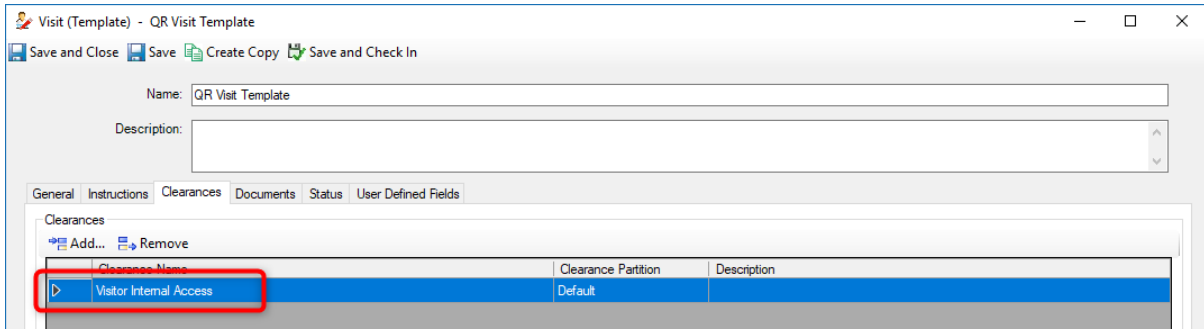 Visit (Template) - QR Visit Template
Save and Close Save Create Copy Save and Check In
Name: QR Visit Template
Description:
General Instructions Clearances Documents Status User Defined Fields
Clearances
Add... Remove
Clearance Name Clearance Partition Description
Visitor Internal Access Default